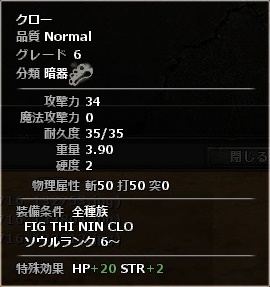 クロー
品質 Normal
グレード 6
分類 暗器
攻撃力 34
魔法攻撃力 0
耐久度 35/35
重量 3.90
硬度 2
物理属性 斬50 打50 突0
閉じる
装備条件 全種族
FIG THI NIN CLO
ソウルランク 6～
特殊効果 HP+20 STR+2